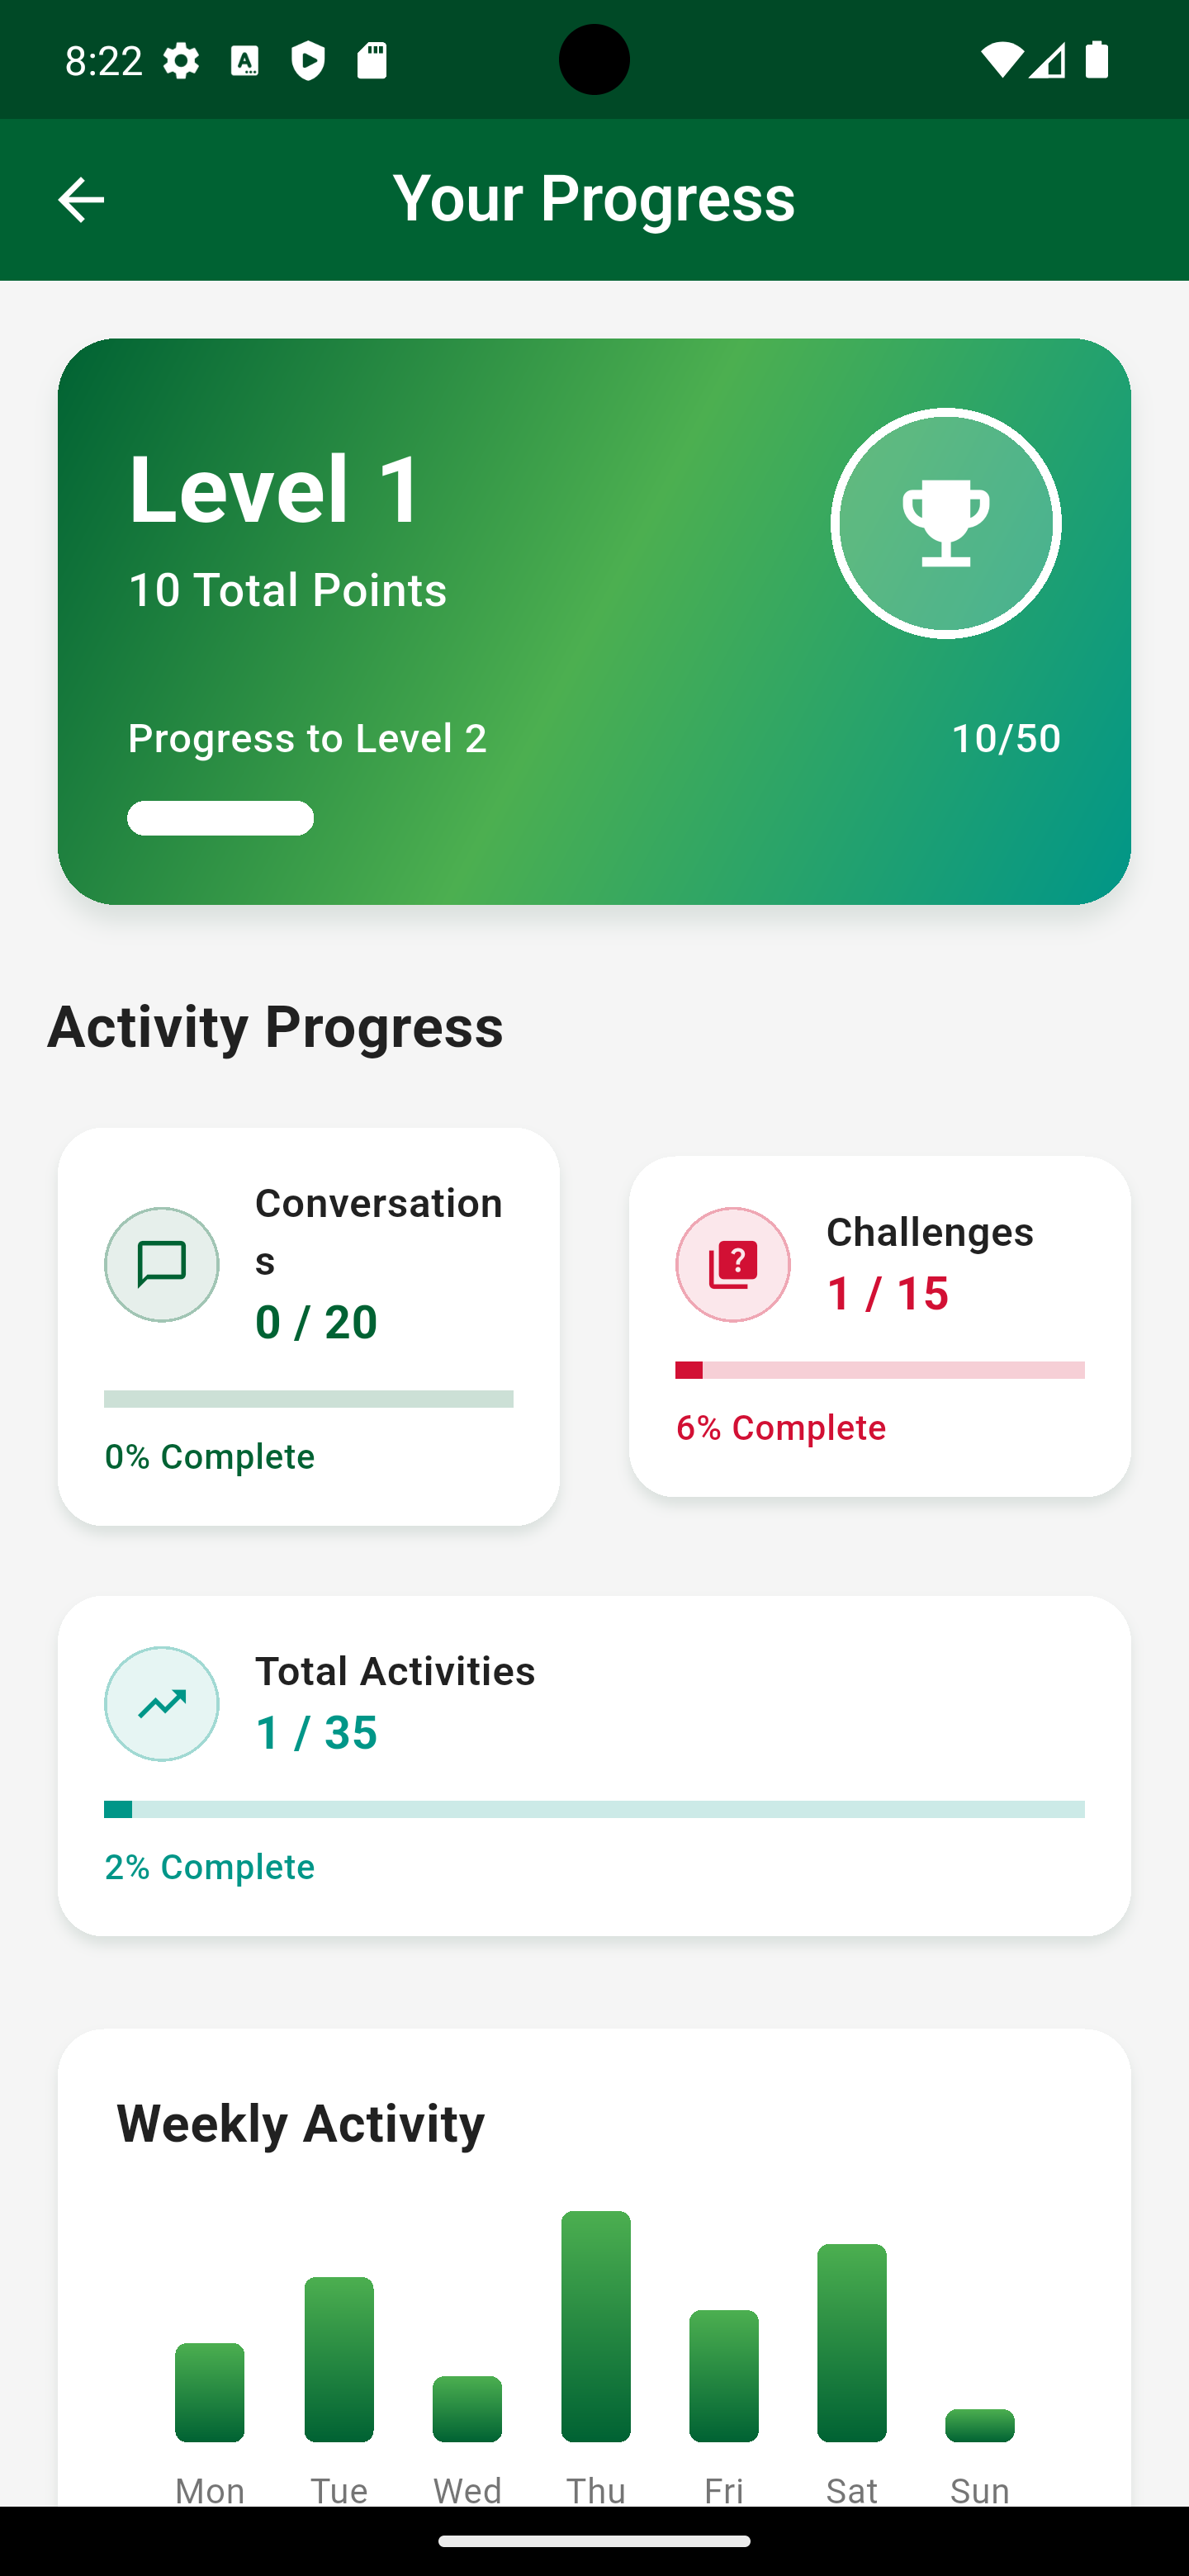 8:22
Your Progress
Level 1
10 Total Points
Progress to Level 2
10/50
Activity Progress
Conversation
s
0 / 20
0% Complete
Challenges
1 / 15
6% Complete
Total Activities
1 / 35
2% Complete
Weekly Activity
Mon Tue Wed Thu Fri Sat Sun